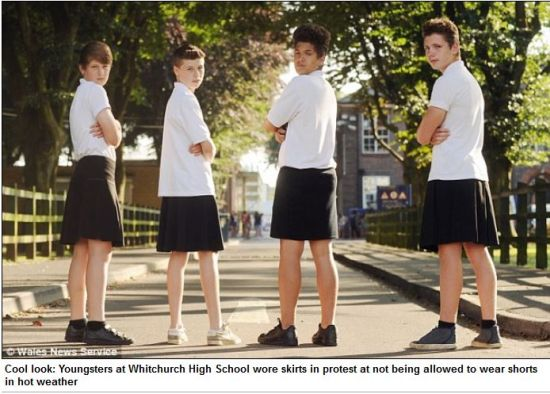 © Wales News Service
Cool look: Youngsters at Whitchurch High School wore skirts in protest at not being allowed to wear shorts
in hot weather